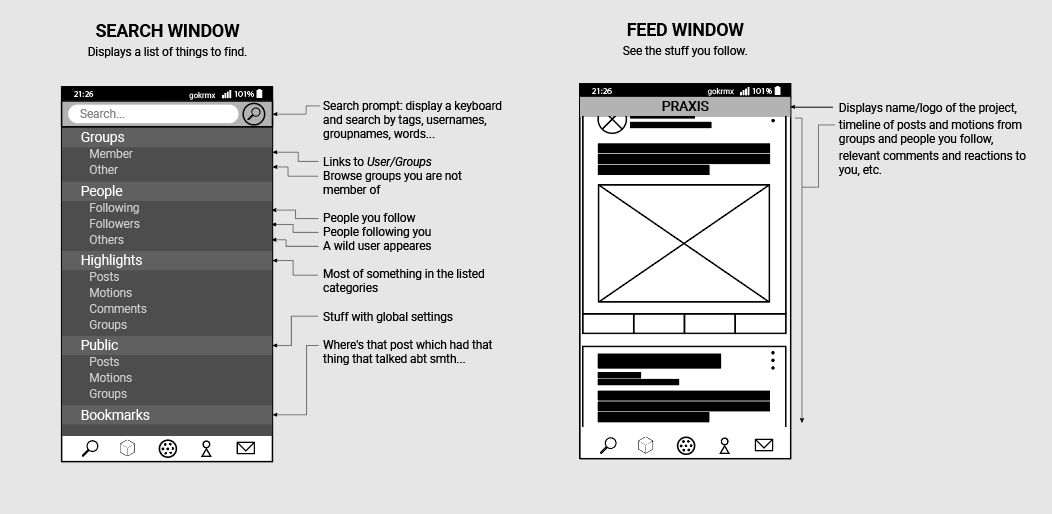 SEARCH WINDOW
Displays a list of things to find.
21:26 gokrmx 101%
Search...
Groups
Member
Other
People
Following
Followers
Others
Highlights
Posts
Motions
Comments
Groups
Public
Posts
Motions
Groups
Bookmarks
Search prompt: display a keyboard
and search by tags, usernames,
groupnames, words...
Links to User/Groups
Browse groups you are not
member of
People you follow
People following you
A wild user appeares
Most of something in the listed
categories
Stuff with global settings
Where's that post which had that
thing that talked abt smth...
FEED WINDOW
See the stuff you follow.
21:26 gokrmx 101%
PRAXIS
Displays name/logo of the project,
timeline of posts and motions from
groups and people you follow,
relevant comments and reactions to
you, etc.